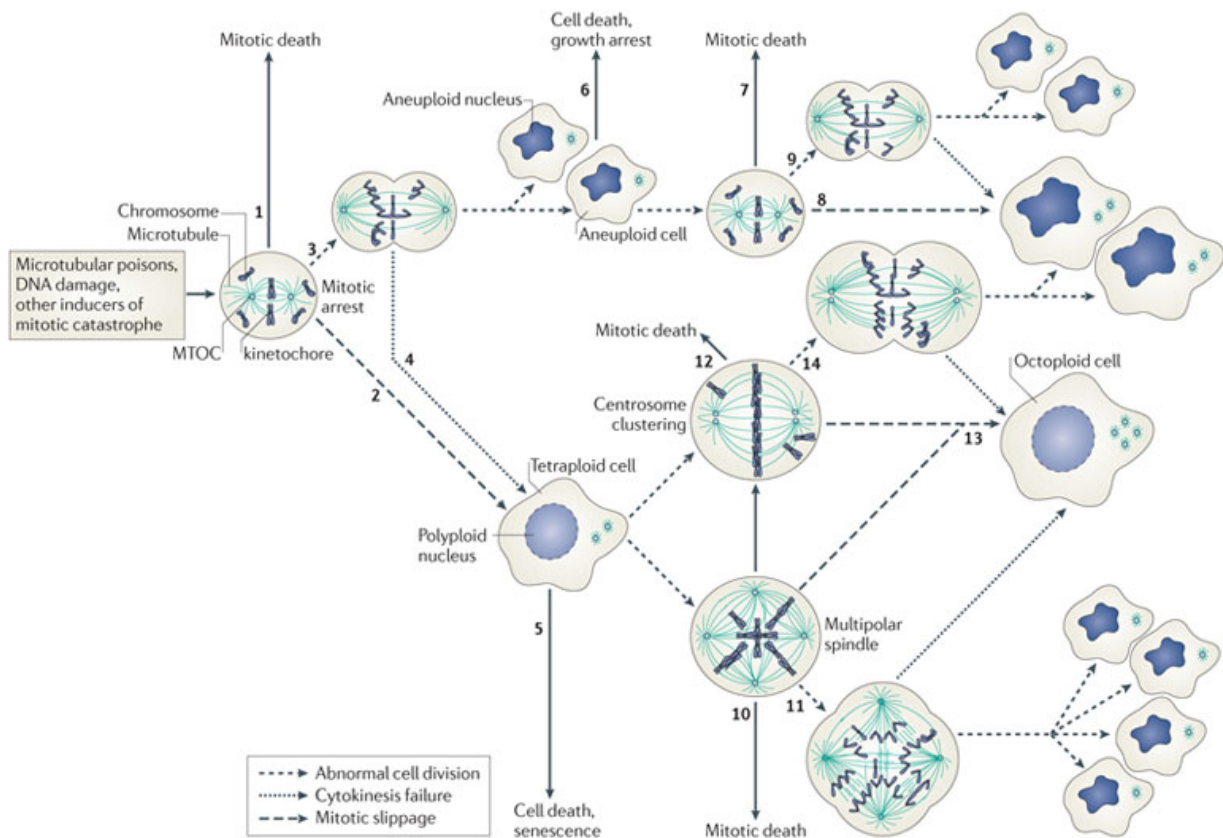 Mitotic death
Cell death,
growth arrest
Mitotic death
6
7
Aneuploid nucleus
9
Chromosome
1
8
Microtubule
3
Aneuploid cell
Microtubular poisons,
DNA damage,
other inducers of
mitotic catastrophe
Mitotic
arrest
MTOC
kinetochore
4
2
Mitotic death
12
14
Octoploid cell
Centrosome
clustering
13
Tetraploid cell
Polyploid
nucleus
5
Multipolar
spindle
10
11
Abnormal cell division
Cytokinesis failure
Mitotic slippage
Cell death,
senescence
Mitotic death